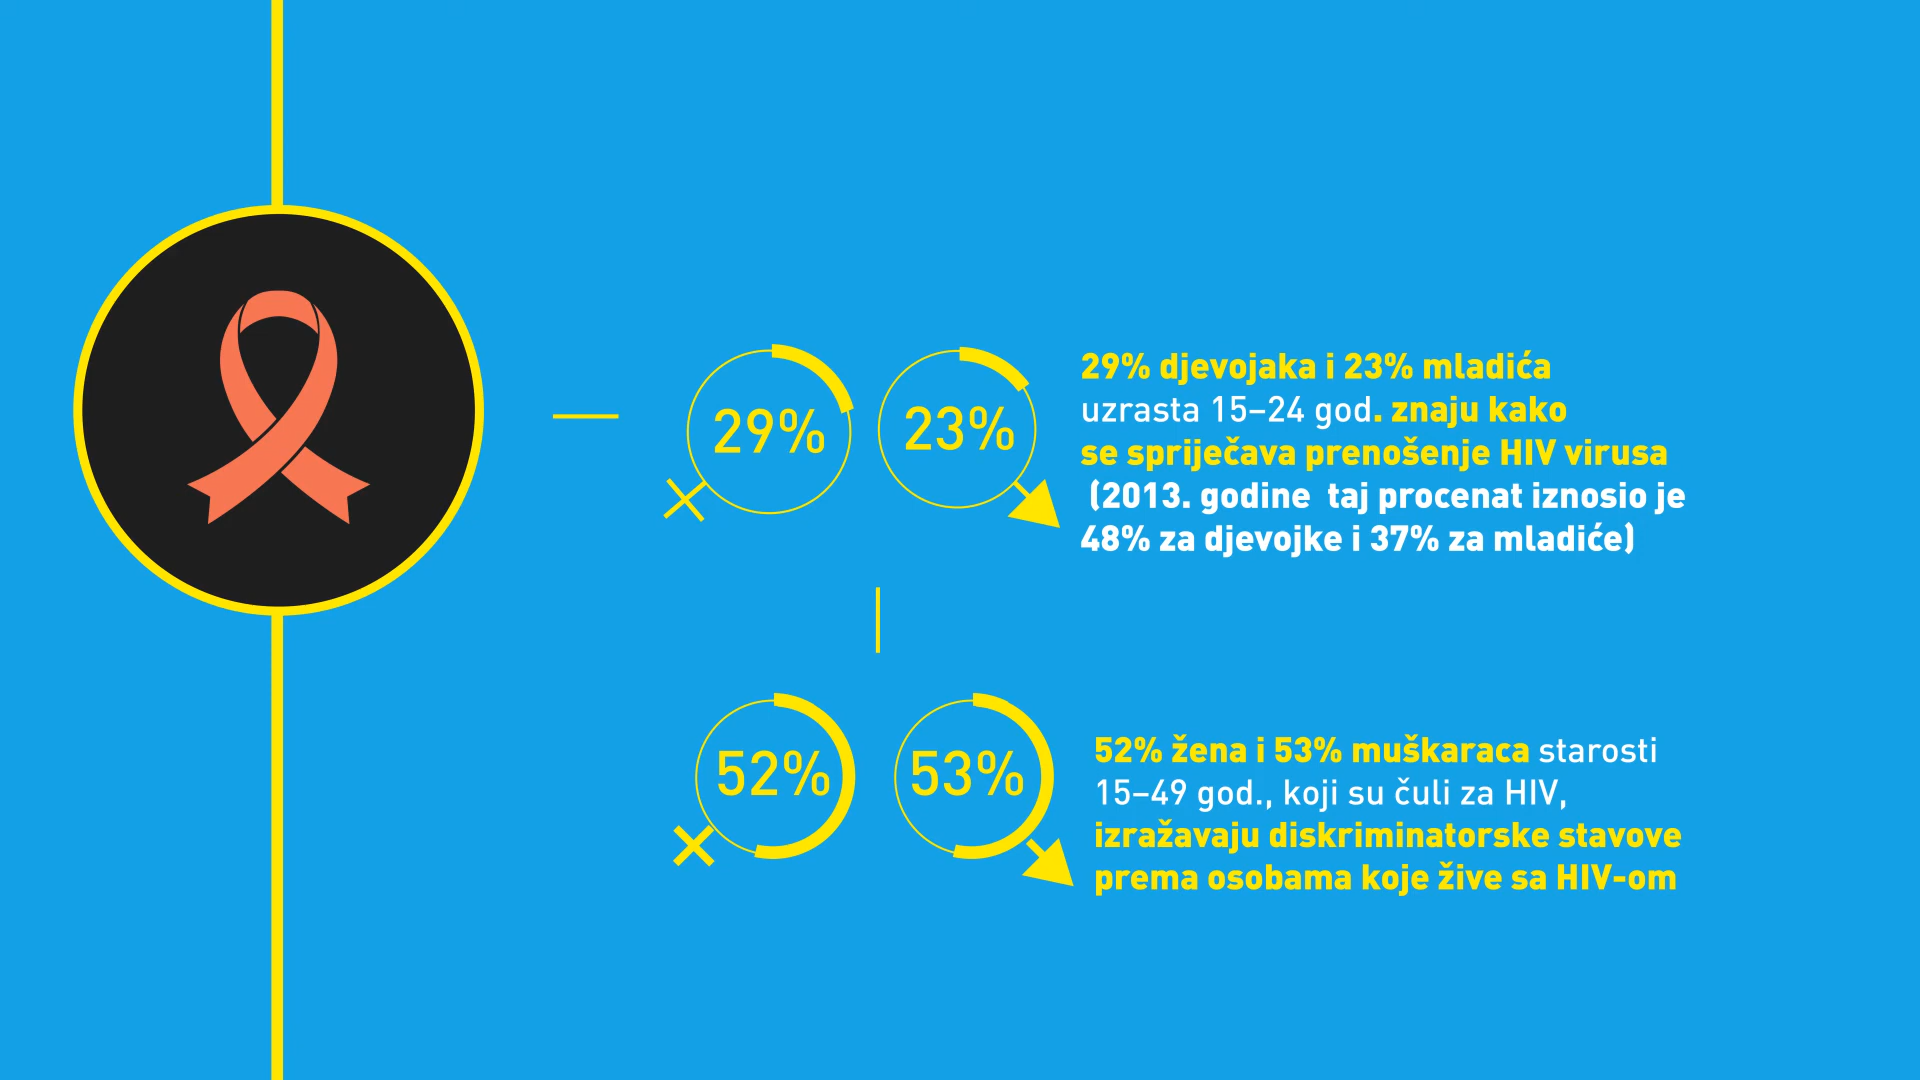 29%
23%
29% djevojaka i 23% mladića
uzrasta 15–24 god. znaju kako
se spriječava prenošenje HIV virusa
(2013. godine taj procenat iznosio je
48% za djevojke i 37% za mladiće)
52%
53%
52% žena i 53% muškaraca starosti
15–49 god., koji su čuli za HIV,
izražavaju diskriminatorske stavove
prema osobama koje žive sa HIV-om